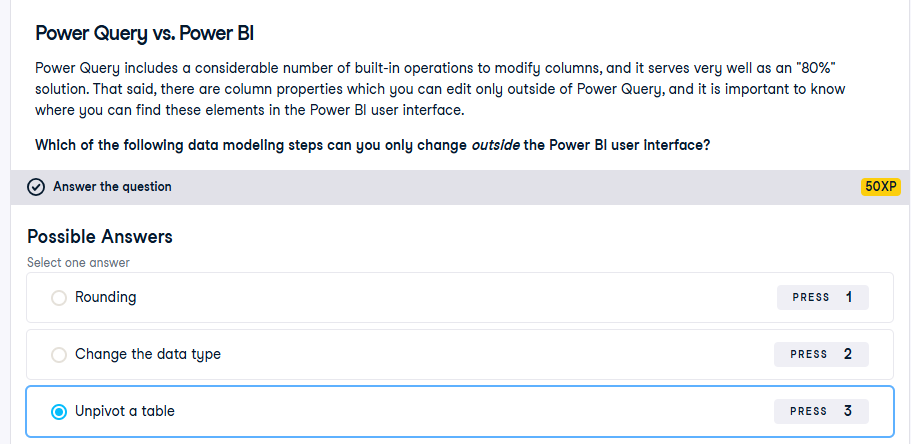 Power Query vs. Power BI
Power Query includes a considerable number of built-in operations to modify columns, and it serves very well as an "80%"
solution. That said, there are column properties which you can edit only outside of Power Query, and it is important to know
where you can find these elements in the Power BI user interface.
Which of the following data modeling steps can you only change outside the Power BI user interface?
Answer the question
50XP
Possible Answers
Select one answer
Rounding
PRESS 1
Change the data type
PRESS 2
Unpivot a table
PRESS 3